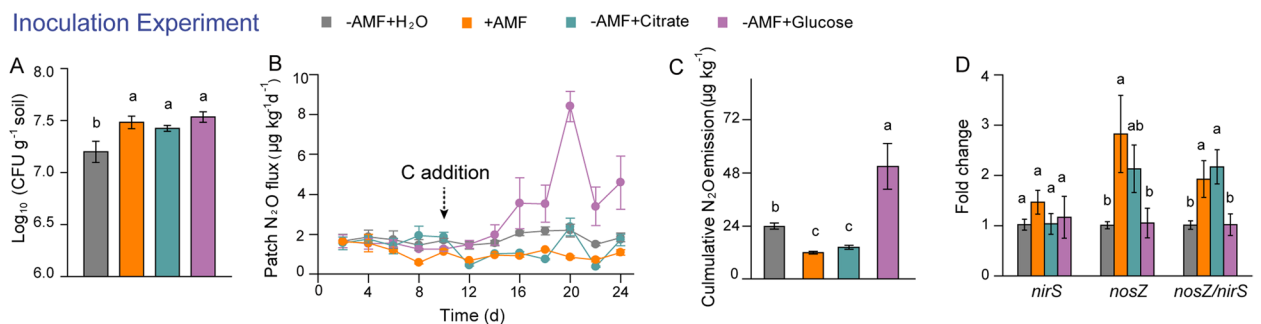 Inoculation Experiment
-AMF+H₂O
+AMF
-AMF+Citrate
-AMF+Glucose
A
Log₁₀ (CFU g⁻¹ soil)
8.0
7.5
7.0
6.5
6.0
b
a
a
a
B
Patch N₂O flux (µg kg⁻¹d⁻¹)
10
8
6
4
2
0
C addition
0
4
8
12
16
20
24
Time (d)
C
Culmulative N₂O emission (µg kg⁻¹)
72
48
24
0
b
c
c
a
D
Fold change
4
3
2
1
0
a
a
a
a
b
a
ab
b
b
a
a
b
nirS
nosZ
nosZ/nirS